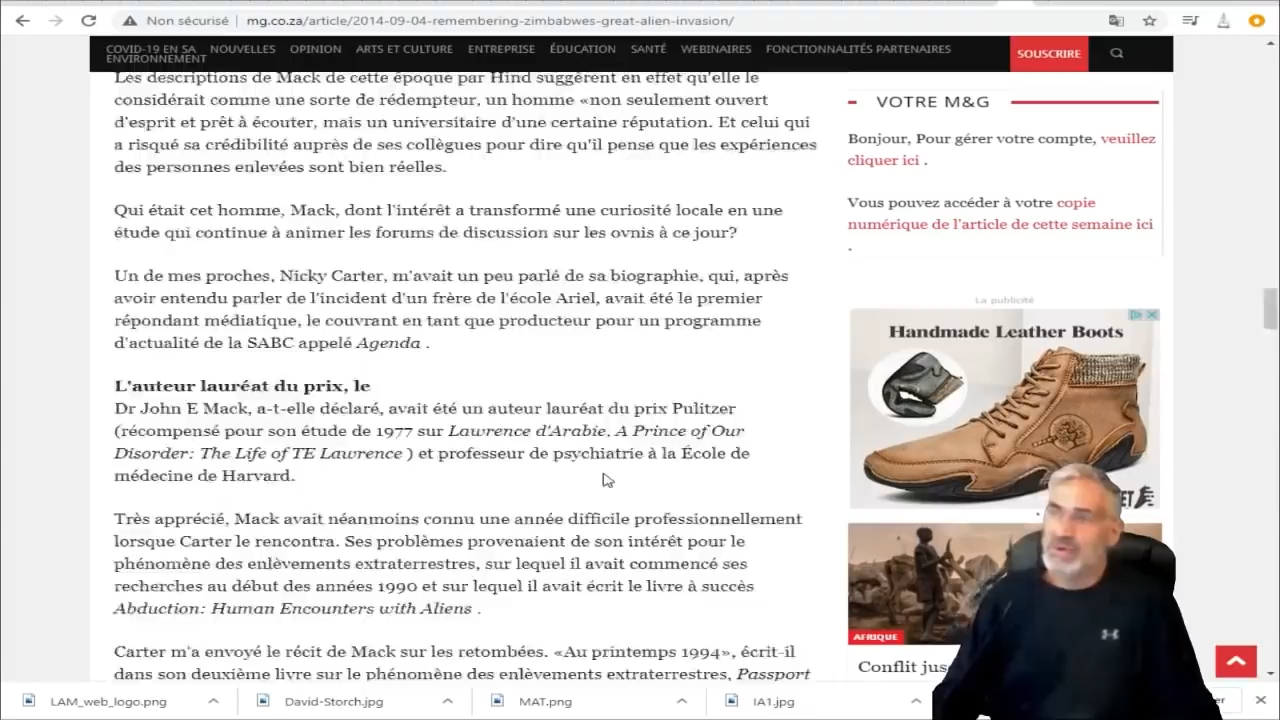 Non sécurisé | mg.co.za/article/2014-09-04-remembering-zimbabwes-great-alien-invasion/
COVID-19 EN SA NOUVELLES OPINION ARTS ET CULTURE ENTREPRISE ÉDUCATION SANTÉ WEBINAIRES FONCTIONNALITÉS PARTENAIRES
ENVIRONNEMENT
SOUSCRIRE
Les descriptions de Mack de cette époque par Hind suggèrent en effet qu'elle le
considérait comme une sorte de rédempteur, un homme «non seulement ouvert
d'esprit et prêt à écouter, mais un universitaire d'une certaine réputation. Et celui qui
a risqué sa crédibilité auprès de ses collègues pour dire qu'il pense que les expériences
des personnes enlevées sont bien réelles.
Qui était cet homme, Mack, dont l'intérêt a transformé une curiosité locale en une
étude qui continue à animer les forums de discussion sur les ovnis à ce jour?
Un de mes proches, Nicky Carter, m'avait un peu parlé de sa biographie, qui, après
avoir entendu parler de l'incident d'un frère de l'école Ariel, avait été la premier
répondant médiatique, le couvrant en tant que producteur pour un programme
d'actualité de la SABC appelé Agenda .
L'auteur lauréat du prix, le
Dr John E Mack, a-t-elle déclaré, avait été un auteur lauréat du prix Pulitzer
(récompensé pour son étude de 1977 sur Lawrence d'Arabie, A Prince of Our
Disorder: The Life of TE Lawrence ) et professeur de psychiatrie à la École de
médecine de Harvard.
Très apprécié, Mack avait néanmoins connu une année difficile professionnellement
lorsque Carter le rencontra. Ses problèmes provenaient de son intérêt pour le
phénomène des enlèvements extraterrestres, sur lequel il avait commencé ses
recherches au début des années 1990 et sur lequel il avait écrit le livre à succès
Abduction: Human Encounters with Aliens .
Carter m'a envoyé le récit de Mack sur les retombées. «Au printemps 1994», écrit-il
dans son deuxième livre sur le phénomène des enlèvements extraterrestres, Passport
VOTRE M&G
Bonjour, Pour gérer votre compte, veuillez
cliquer ici .
Vous pouvez accéder à votre copie
numérique de l'article de cette semaine ici
.
La publicité
Handmade Leather Boots
AFRIQUE
Conflit
LAM_web_logo.png
David-Storch.jpg
MAT.png
IA1.jpg